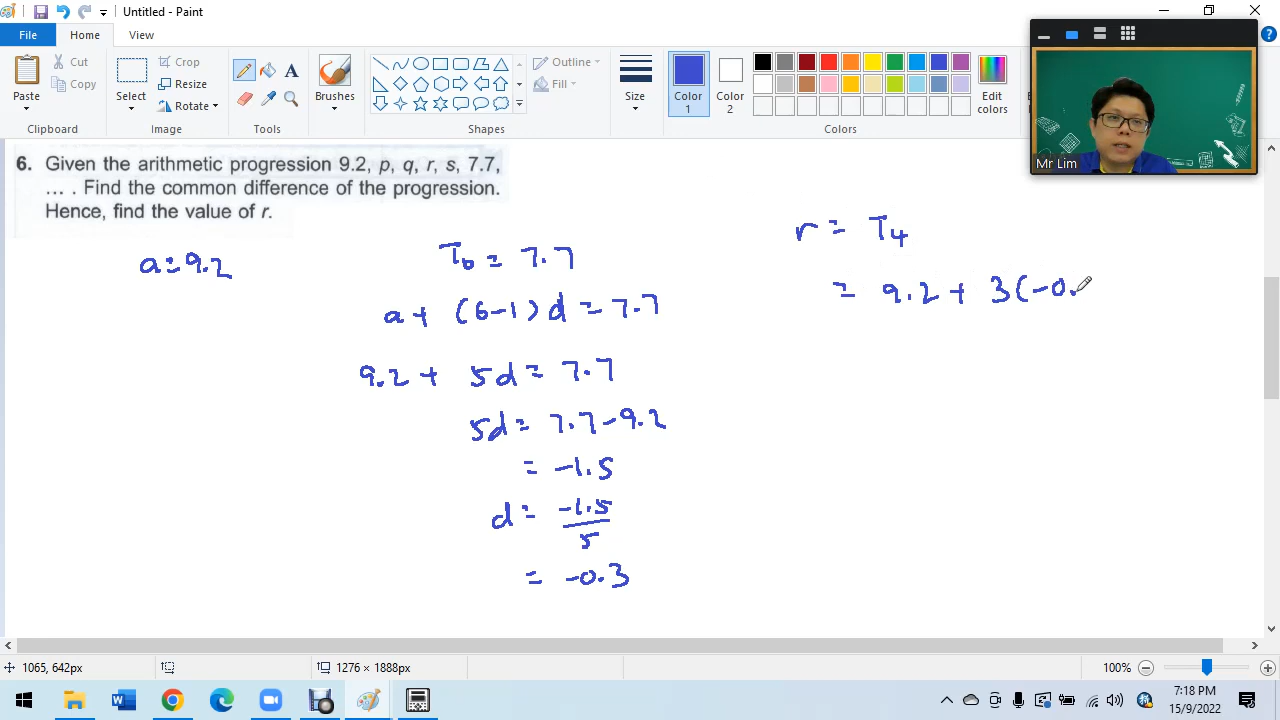 Untitled - Paint
File Home View
Paste
Cut
Copy
Clipboard
Select
Crop
Resize
Rotate
Image
Tools
A
Brushes
Outline
Fill
Shapes
Size
Color 1
Color 2
Edit colors
Colors
Mr Lim
6. Given the arithmetic progression 9.2, p, q, r, s, 7.7,
... . Find the common difference of the progression.
Hence, find the value of r.
a = 9.2
T6 = 7.7
a + (6-1) d = 7.7
9.2 + 5d = 7.7
5d = 7.7 - 9.2
= -1.5
d = -1.5/5
= -0.3
r = T4
= 9.2 + 3(-0.
1065, 642px
1276 × 1888px
100%
7:18 PM
15/9/2022